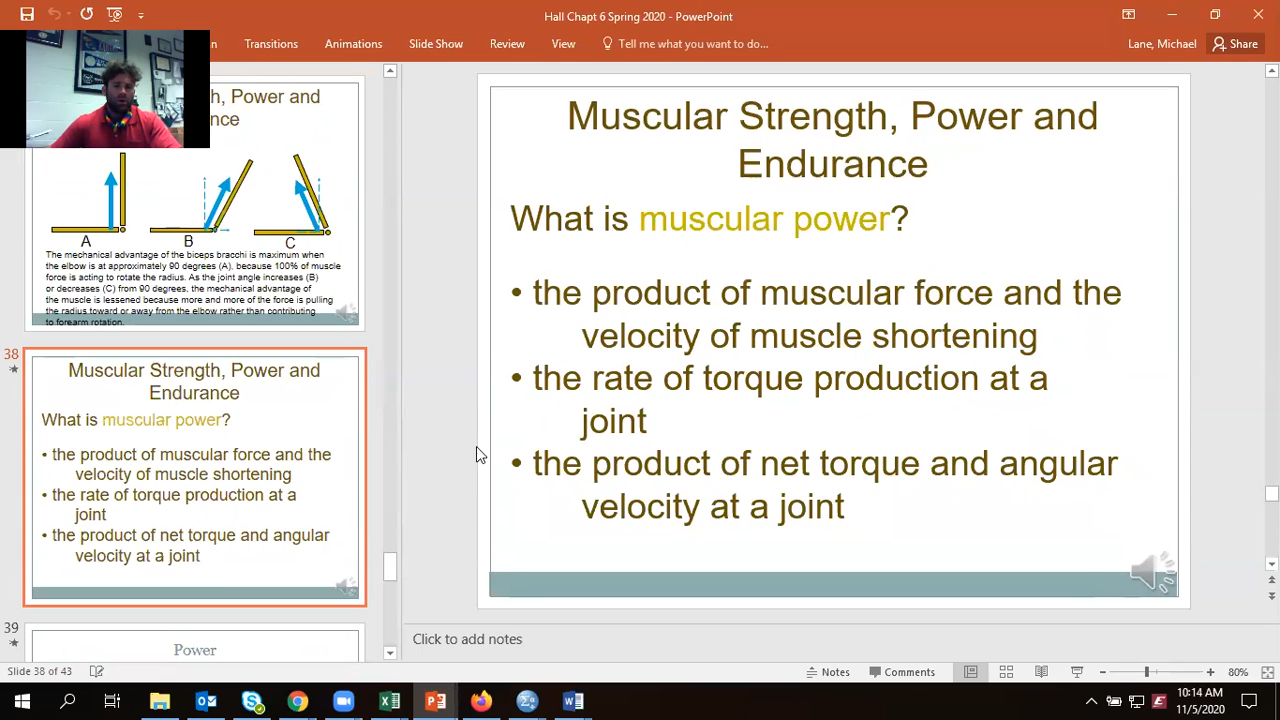 Hall Chapt 6 Spring 2020 - PowerPoint
Transitions Animations Slide Show Review View Tell me what you want to do... Lane, Michael Share
h, Power and
nce
A B C
The mechanical advantage of the biceps bracchi is maximum when
the elbow is at approximately 90 degrees (A), because 100% of muscle
force is acting to rotate the radius. As the joint angle increases (B)
or decreases (C) from 90 degrees, the mechanical advantage of
the muscle is lessened because more and more of the force is pulling
the radius toward or away from the elbow rather than contributing
to forearm rotation.
38
Muscular Strength, Power and
Endurance
What is muscular power?
• the product of muscular force and the
velocity of muscle shortening
• the rate of torque production at a
joint
• the product of net torque and angular
velocity at a joint
39
Power
Muscular Strength, Power and
Endurance
What is muscular power?
• the product of muscular force and the
velocity of muscle shortening
• the rate of torque production at a
joint
• the product of net torque and angular
velocity at a joint
Click to add notes
Slide 38 of 43 Notes Comments 80%
10:14 AM
11/5/2020